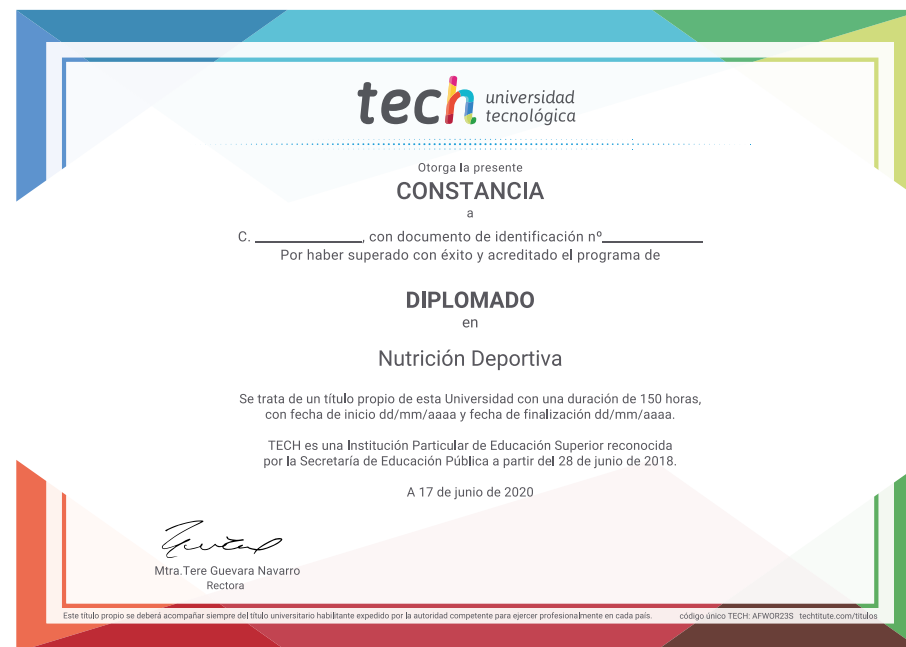 tech universidad
tecnológica
Otorga la presente
CONSTANCIA
a
C. ______________, con documento de identificación nº_____________
Por haber superado con éxito y acreditado el programa de
DIPLOMADO
en
Nutrición Deportiva
Se trata de un título propio de esta Universidad con una duración de 150 horas,
con fecha de inicio dd/mm/aaaa y fecha de finalización dd/mm/aaaa.
TECH es una Institución Particular de Educación Superior reconocida
por la Secretaría de Educación Pública a partir del 28 de junio de 2018.
A 17 de junio de 2020
Mtra.Tere Guevara Navarro
Rectora
Este título propio se deberá acompañar siempre del título universitario habilitante expedido por la autoridad competente para ejercer profesionalmente en cada país. código único TECH: AFWOR23S techtitute.com/titulos